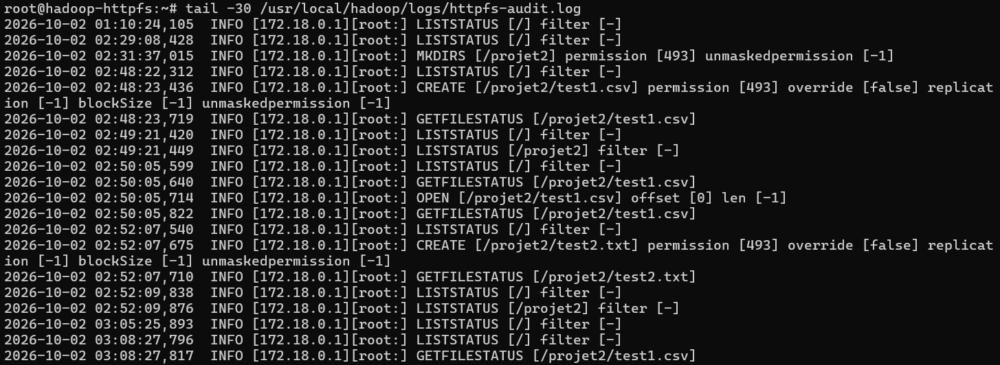 root@hadoop-httpfs:~# tail -30 /usr/local/hadoop/logs/httpfs-audit.log
2026-10-02 01:10:24,105  INFO [172.18.0.1][root:] LISTSTATUS [/] filter [-]
2026-10-02 02:29:08,428  INFO [172.18.0.1][root:] LISTSTATUS [/] filter [-]
2026-10-02 02:31:37,015  INFO [172.18.0.1][root:] MKDIRS [/projet2] permission [493] unmaskedpermission [-1]
2026-10-02 02:48:22,312  INFO [172.18.0.1][root:] LISTSTATUS [/] filter [-]
2026-10-02 02:48:23,436  INFO [172.18.0.1][root:] CREATE [/projet2/test1.csv] permission [493] override [false] replicat
ion [-1] blockSize [-1] unmaskedpermission [-1]
2026-10-02 02:48:23,719  INFO [172.18.0.1][root:] GETFILESTATUS [/projet2/test1.csv]
2026-10-02 02:49:21,420  INFO [172.18.0.1][root:] LISTSTATUS [/] filter [-]
2026-10-02 02:49:21,449  INFO [172.18.0.1][root:] LISTSTATUS [/projet2] filter [-]
2026-10-02 02:50:05,599  INFO [172.18.0.1][root:] LISTSTATUS [/] filter [-]
2026-10-02 02:50:05,640  INFO [172.18.0.1][root:] GETFILESTATUS [/projet2/test1.csv]
2026-10-02 02:50:05,714  INFO [172.18.0.1][root:] OPEN [/projet2/test1.csv] offset [0] len [-1]
2026-10-02 02:50:05,822  INFO [172.18.0.1][root:] GETFILESTATUS [/projet2/test1.csv]
2026-10-02 02:52:07,540  INFO [172.18.0.1][root:] LISTSTATUS [/] filter [-]
2026-10-02 02:52:07,675  INFO [172.18.0.1][root:] CREATE [/projet2/test2.txt] permission [493] override [false] replicat
ion [-1] blockSize [-1] unmaskedpermission [-1]
2026-10-02 02:52:07,710  INFO [172.18.0.1][root:] GETFILESTATUS [/projet2/test2.txt]
2026-10-02 02:52:09,838  INFO [172.18.0.1][root:] LISTSTATUS [/] filter [-]
2026-10-02 02:52:09,876  INFO [172.18.0.1][root:] LISTSTATUS [/projet2] filter [-]
2026-10-02 03:05:25,893  INFO [172.18.0.1][root:] LISTSTATUS [/] filter [-]
2026-10-02 03:08:27,796  INFO [172.18.0.1][root:] LISTSTATUS [/] filter [-]
2026-10-02 03:08:27,817  INFO [172.18.0.1][root:] GETFILESTATUS [/projet2/test1.csv]